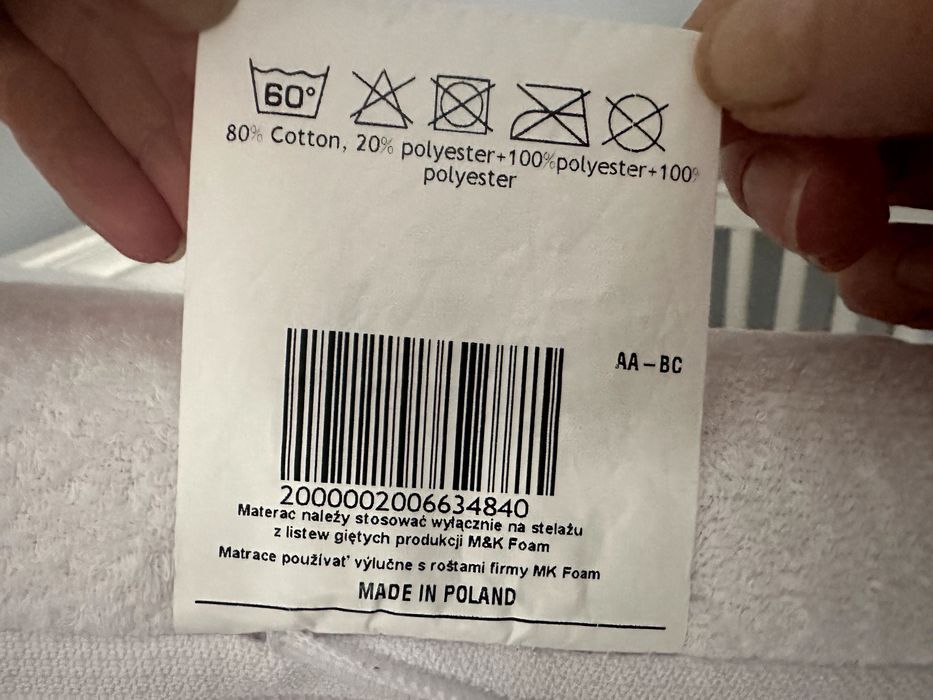 60°
80% Cotton, 20% polyester+100%polyester+100%
polyester
AA-BC
2000002006634840
Materac należy stosować wyłącznie na stelażu
z listew giętych produkcji M&K Foam
Matrace používať výlučne s roštami firmy MK Foam
MADE IN POLAND